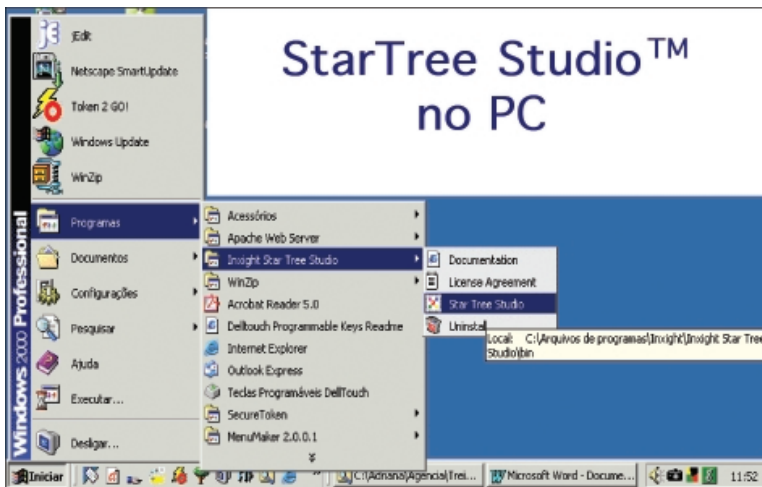 StarTree Studio™
no PC
jEdit
Netscape SmartUpdate
Token 2 GO!
Windows Update
WinZip
Programas
Documentos
Configurações
Pesquisar
Ajuda
Executar...
Desligar...
Windows 2000 Professional
Acessórios
Apache Web Server
Inxight Star Tree Studio
WinZip
Acrobat Reader 5.0
Delltouch Programmable Keys Readme
Internet Explorer
Outlook Express
Teclas Programáveis DellTouch
SecureToken
MenuMaker 2.0.0.1
Documentation
License Agreement
Star Tree Studio
Uninstall
Local: C:\Arquivos de programas\Inxight\Inxight Star Tree
Studio\bin
Iniciar
C:\Adriana\Agencia\Trei...
Microsoft Word - Docume...
11:52